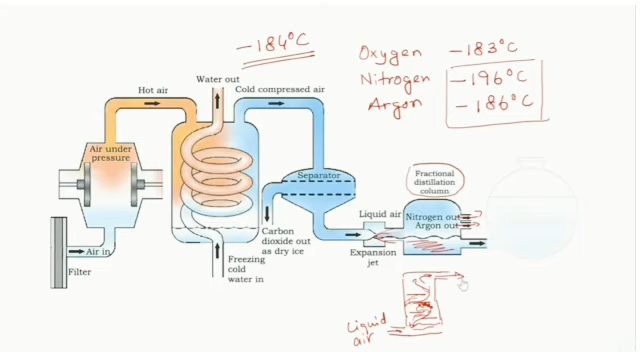 -184°C
Oxygen -183°C
Nitrogen -196°C
Argon -186°C
Water out
Hot air
Cold compressed air
Air under
pressure
Separator
Fractional
distillation
column
Liquid air
Nitrogen out
Argon out
Air in
Filter
Carbon
dioxide out
as dry ice
Freezing
cold
water in
Expansion
jet
Liquid
air